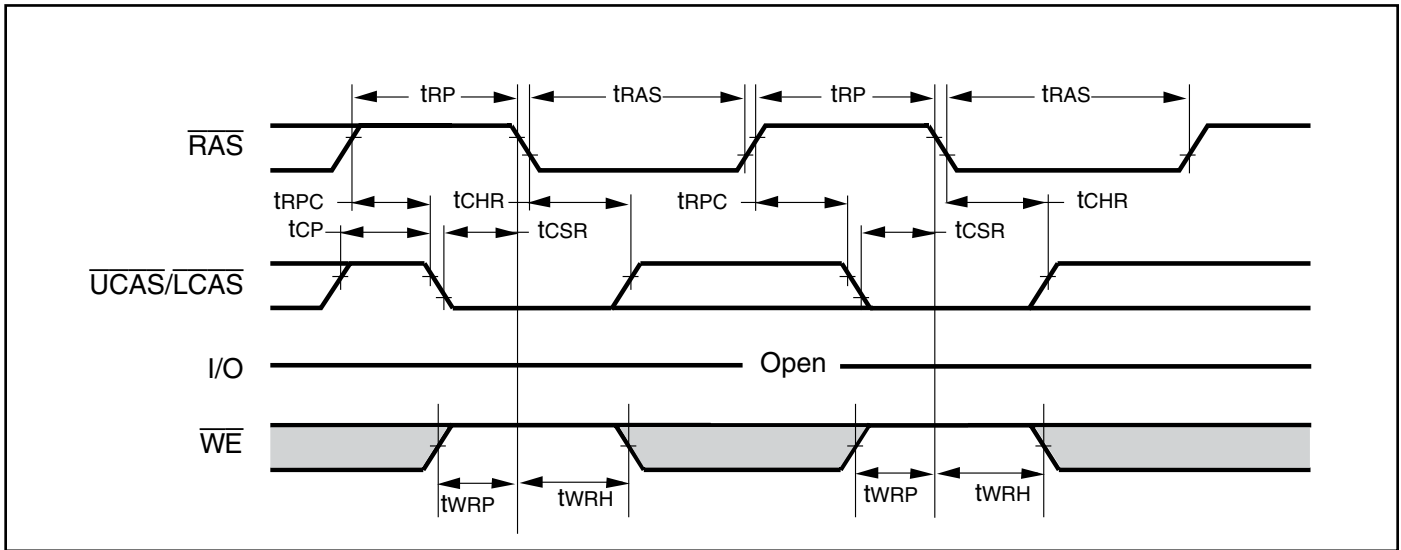 tRP tRAS tRP tRAS
RAS
tRPC tCHR tRPC tCHR
tCP tCSR tCSR
UCAS/LCAS
I/O Open
WE
tWRP tWRH tWRP tWRH